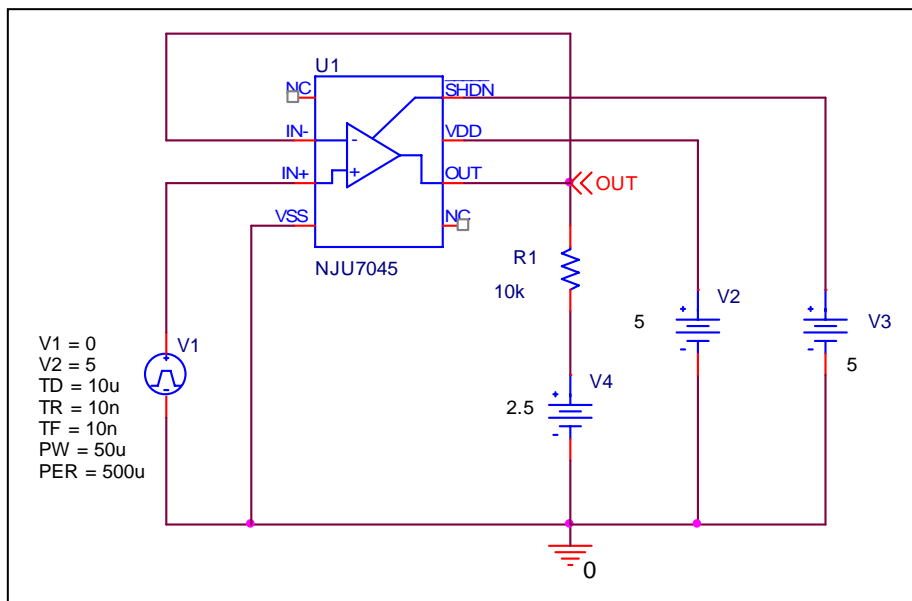 U1
NC
SHDN
IN-
VDD
IN+
OUT
VSS
NC
NJU7045
-
+
OUT
R1
10k
V1 = 0
V2 = 5
TD = 10u
TR = 10n
TF = 10n
PW = 50u
PER = 500u
+
V1
-
+
V4
2.5
-
+
V2
5
-
+
V3
5
-
0